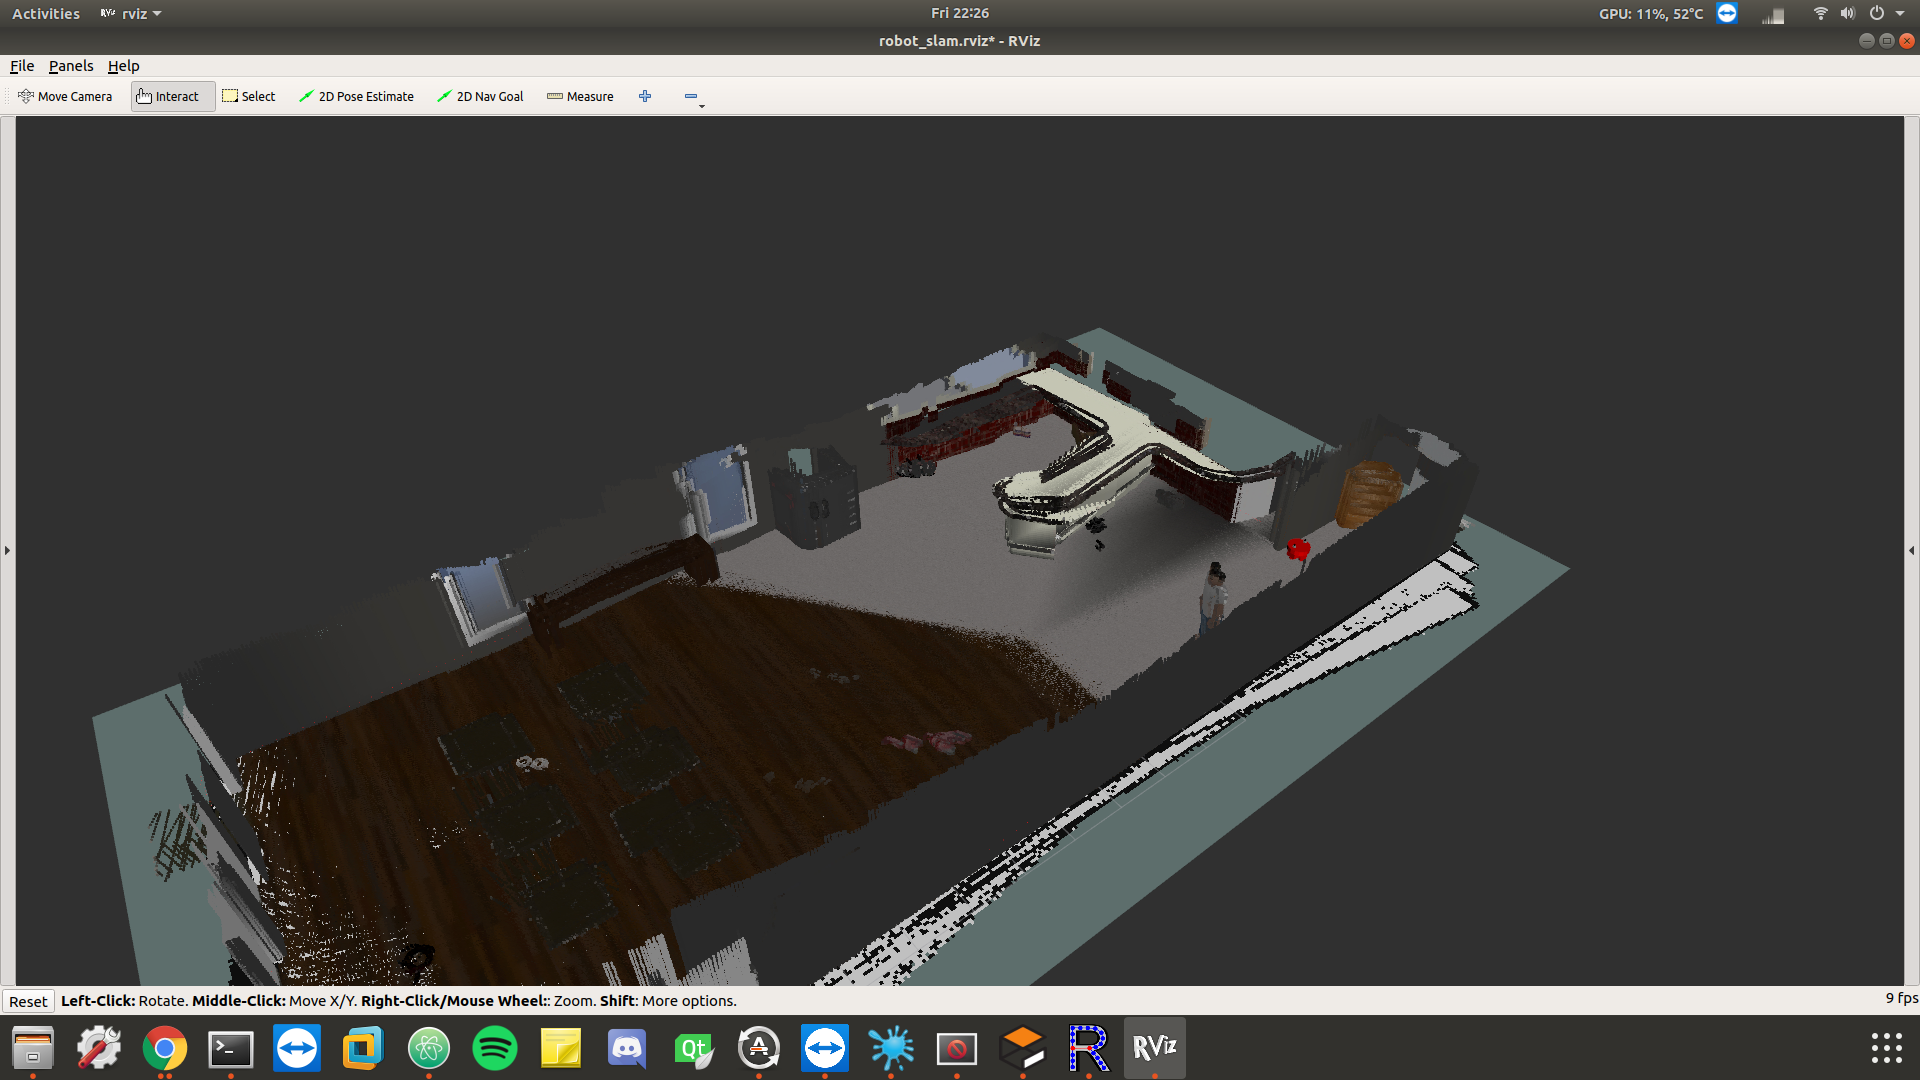 Activities RViz rviz Fri 22:26 GPU: 11%, 52°C
robot_slam.rviz* - RViz
File Panels Help
Move Camera Interact Select 2D Pose Estimate 2D Nav Goal Measure
Reset Left-Click: Rotate. Middle-Click: Move X/Y. Right-Click/Mouse Wheel:: Zoom. Shift: More options. 9 fps
>_ Qt A R RViz